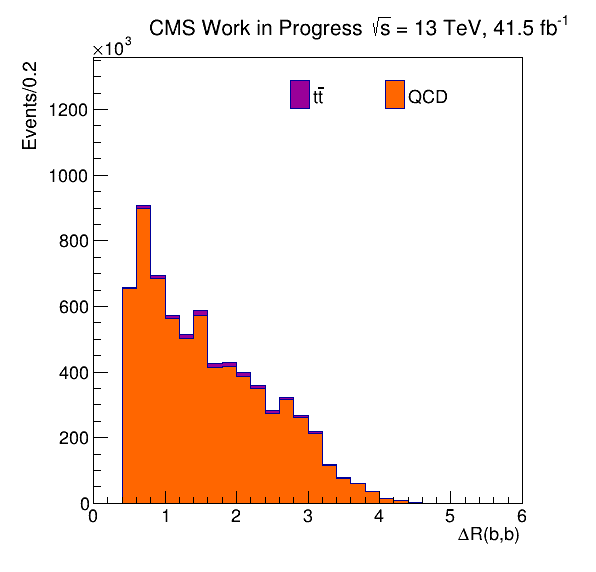 CMS Work in Progress √s = 13 TeV, 41.5 fb⁻¹
×10³
Events/0.2
tt̄
QCD
1200
1000
800
600
400
200
0
0 1 2 3 4 5 6
ΔR(b,b)